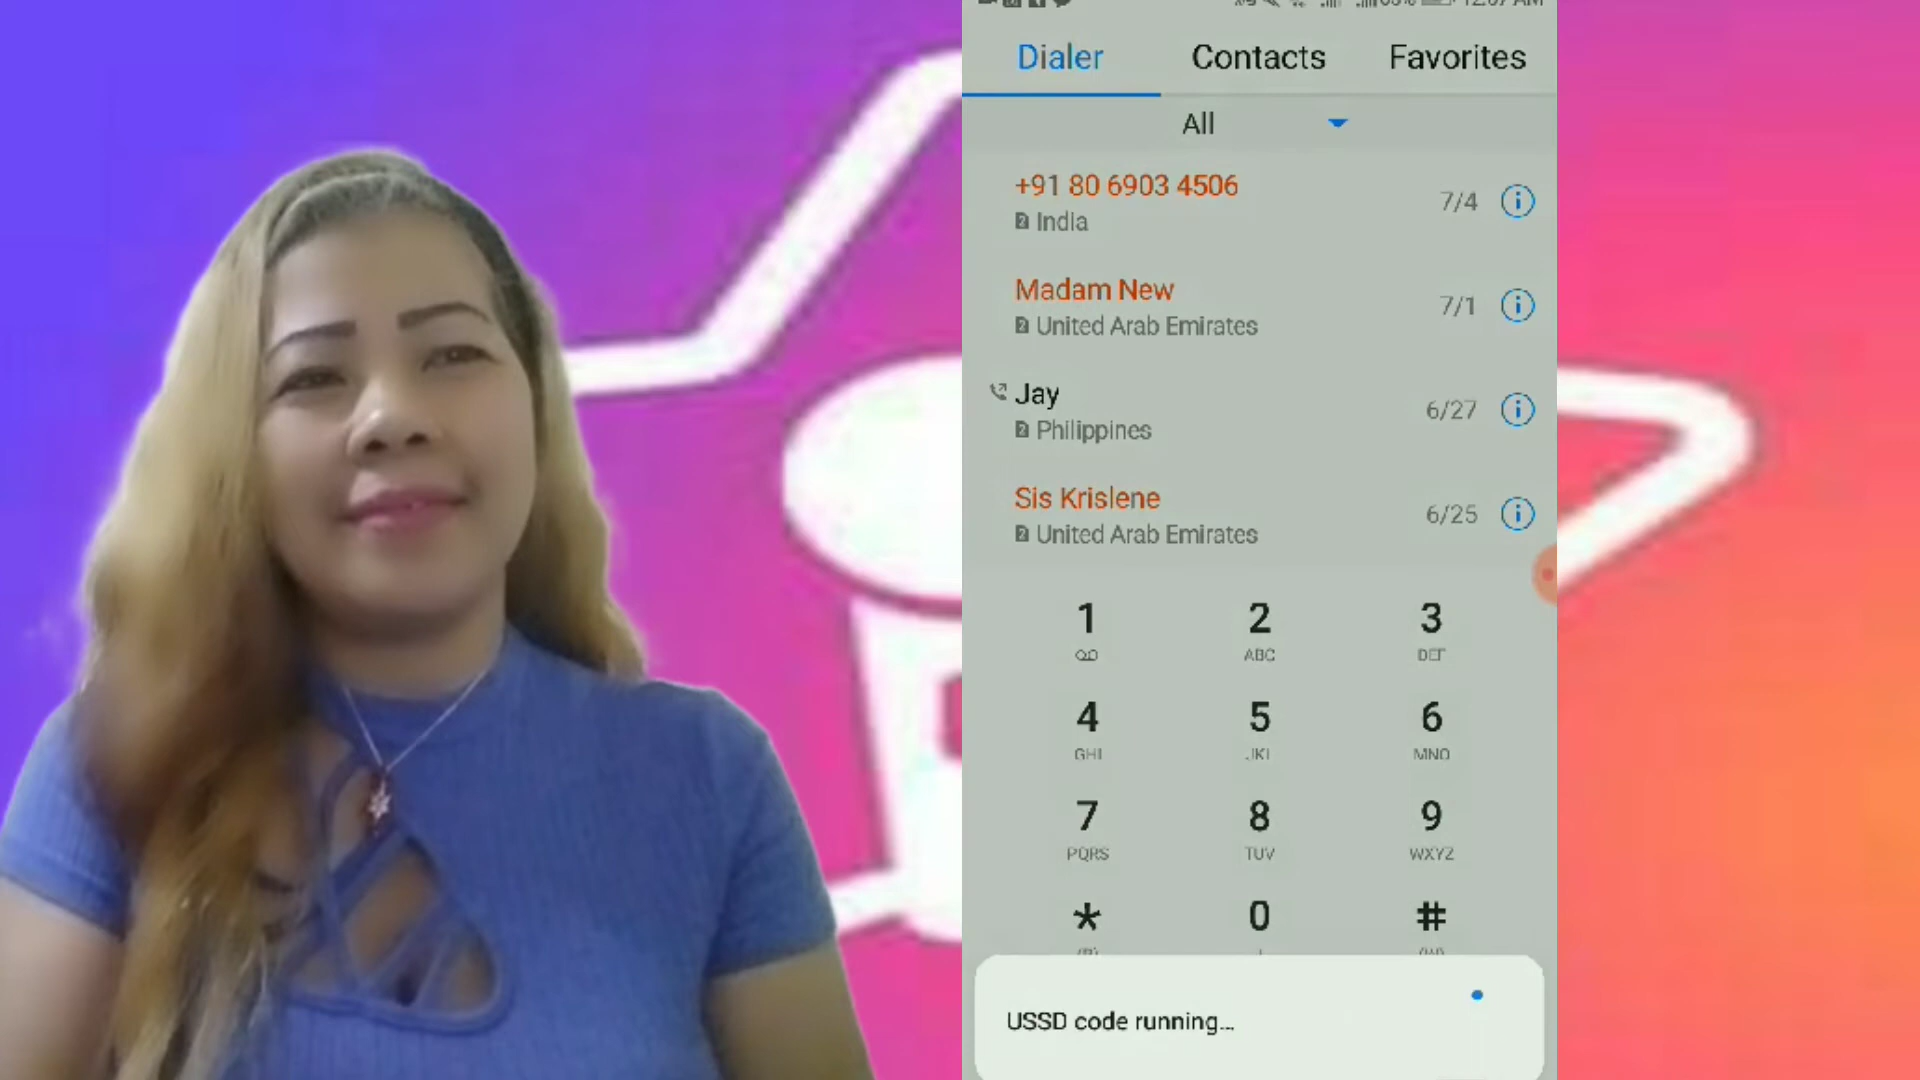 Dialer Contacts Favorites
All
+91 80 6903 4506
India
7/4
Madam New
United Arab Emirates
7/1
Jay
Philippines
6/27
Sis Krislene
United Arab Emirates
6/25
1 2 3
ABC DEF
4 5 6
GHI JKL MNO
7 8 9
PQRS TUV WXYZ
* 0 #
USSD code running...